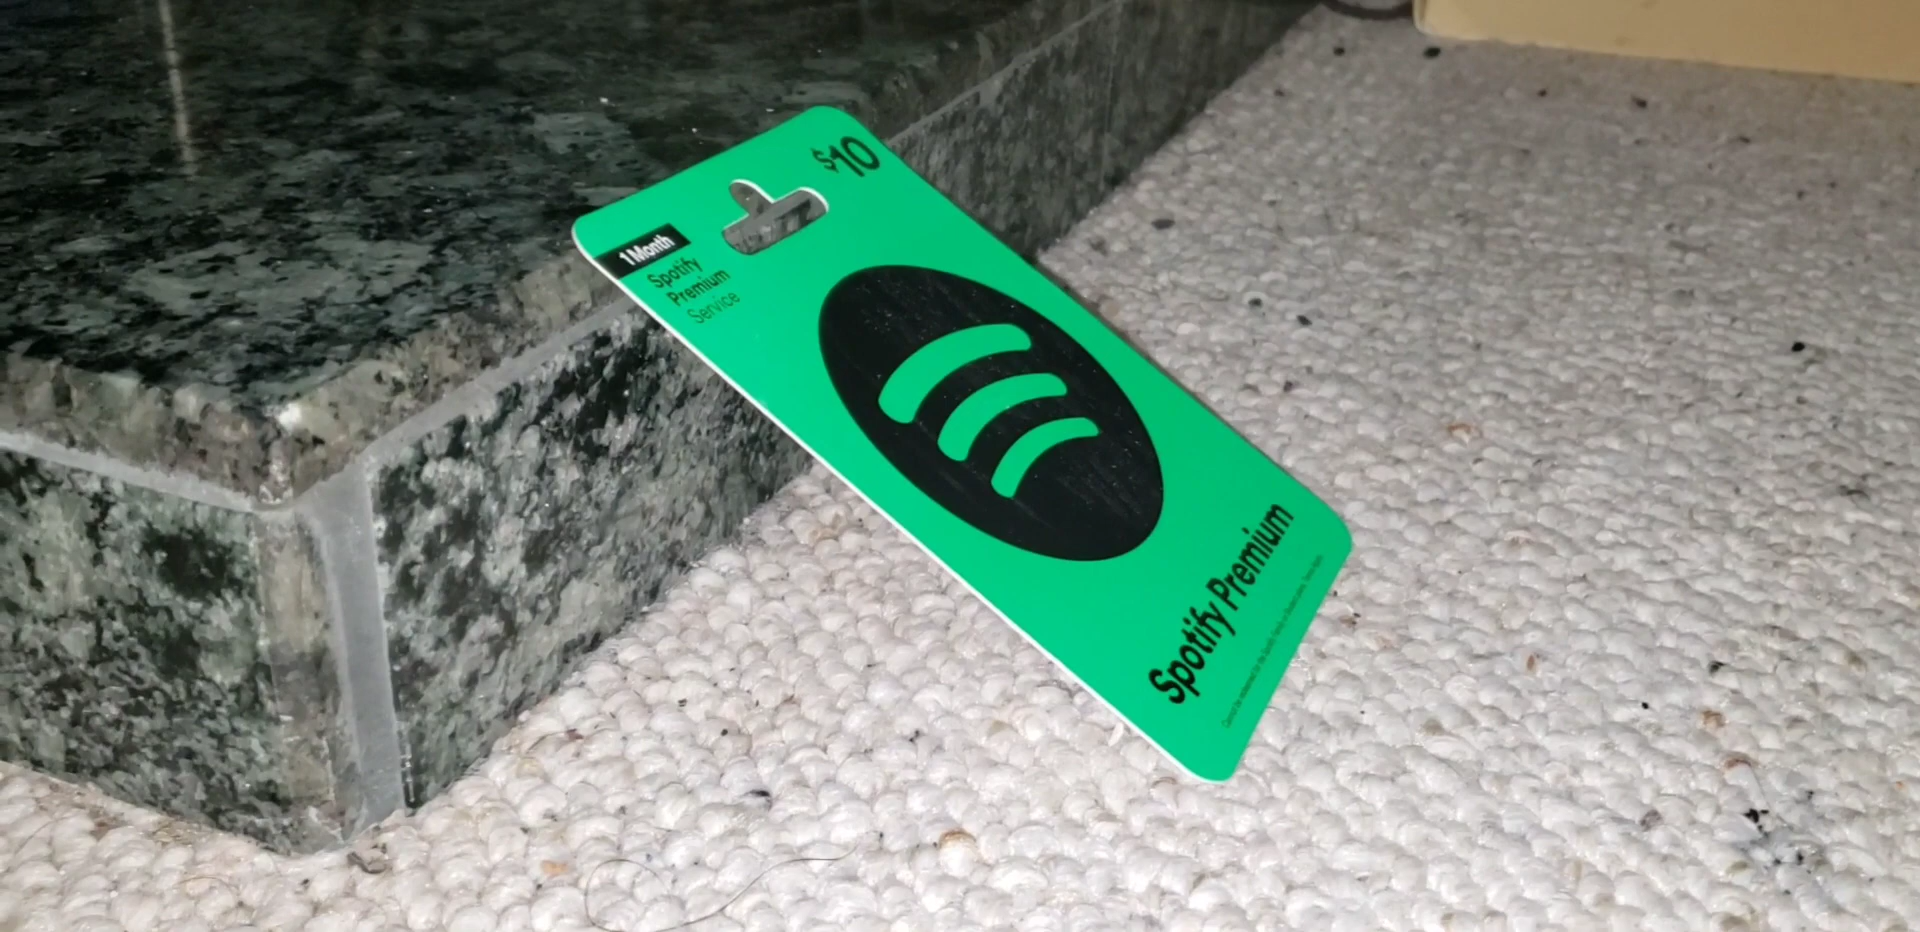 $10
1 Month
Spotify
Premium
Service
Spotify Premium